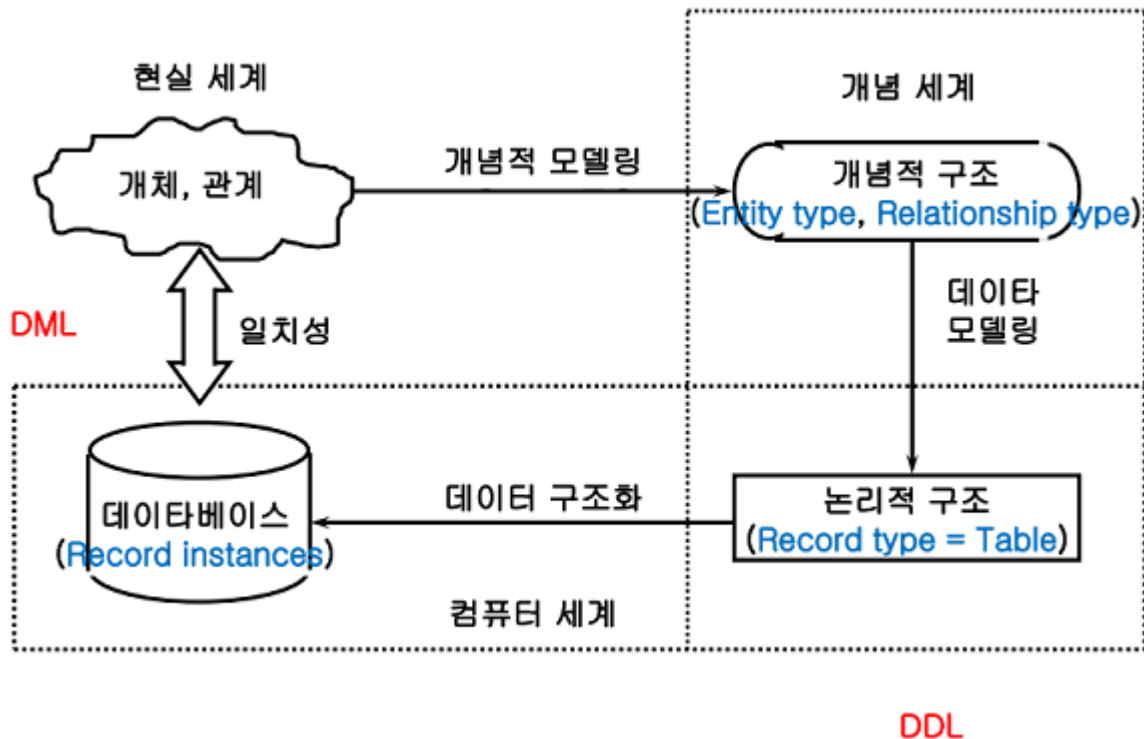 현실 세계
개념 세계
개체, 관계
개념적 모델링
개념적 구조
(Entity type, Relationship type)
DML
일치성
데이타
모델링
데이타베이스
(Record instances)
데이터 구조화
논리적 구조
(Record type = Table)
컴퓨터 세계
DDL